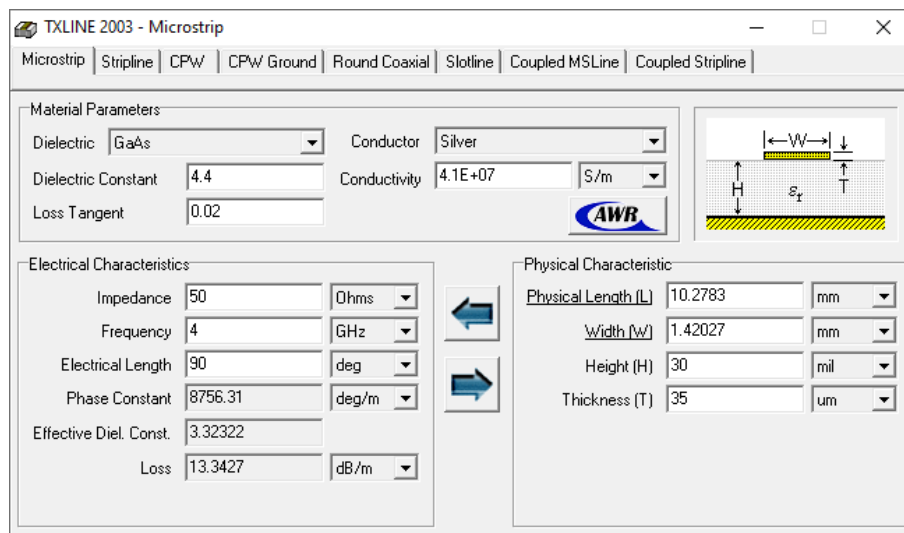 TXLINE 2003 - Microstrip
Microstrip Stripline CPW CPW Ground Round Coaxial Slotline Coupled MSLine Coupled Stripline
Material Parameters
Dielectric GaAs Conductor Silver
Dielectric Constant 4.4 Conductivity 4.1E+07 S/m
Loss Tangent 0.02 AWR
W
H
T
εr
Electrical Characteristics
Impedance 50 Ohms
Frequency 4 GHz
Electrical Length 90 deg
Phase Constant 8756.31 deg/m
Effective Diel. Const. 3.32322
Loss 13.3427 dB/m
Physical Characteristic
Physical Length (L) 10.2783 mm
Width (W) 1.42027 mm
Height (H) 30 mil
Thickness (T) 35 um